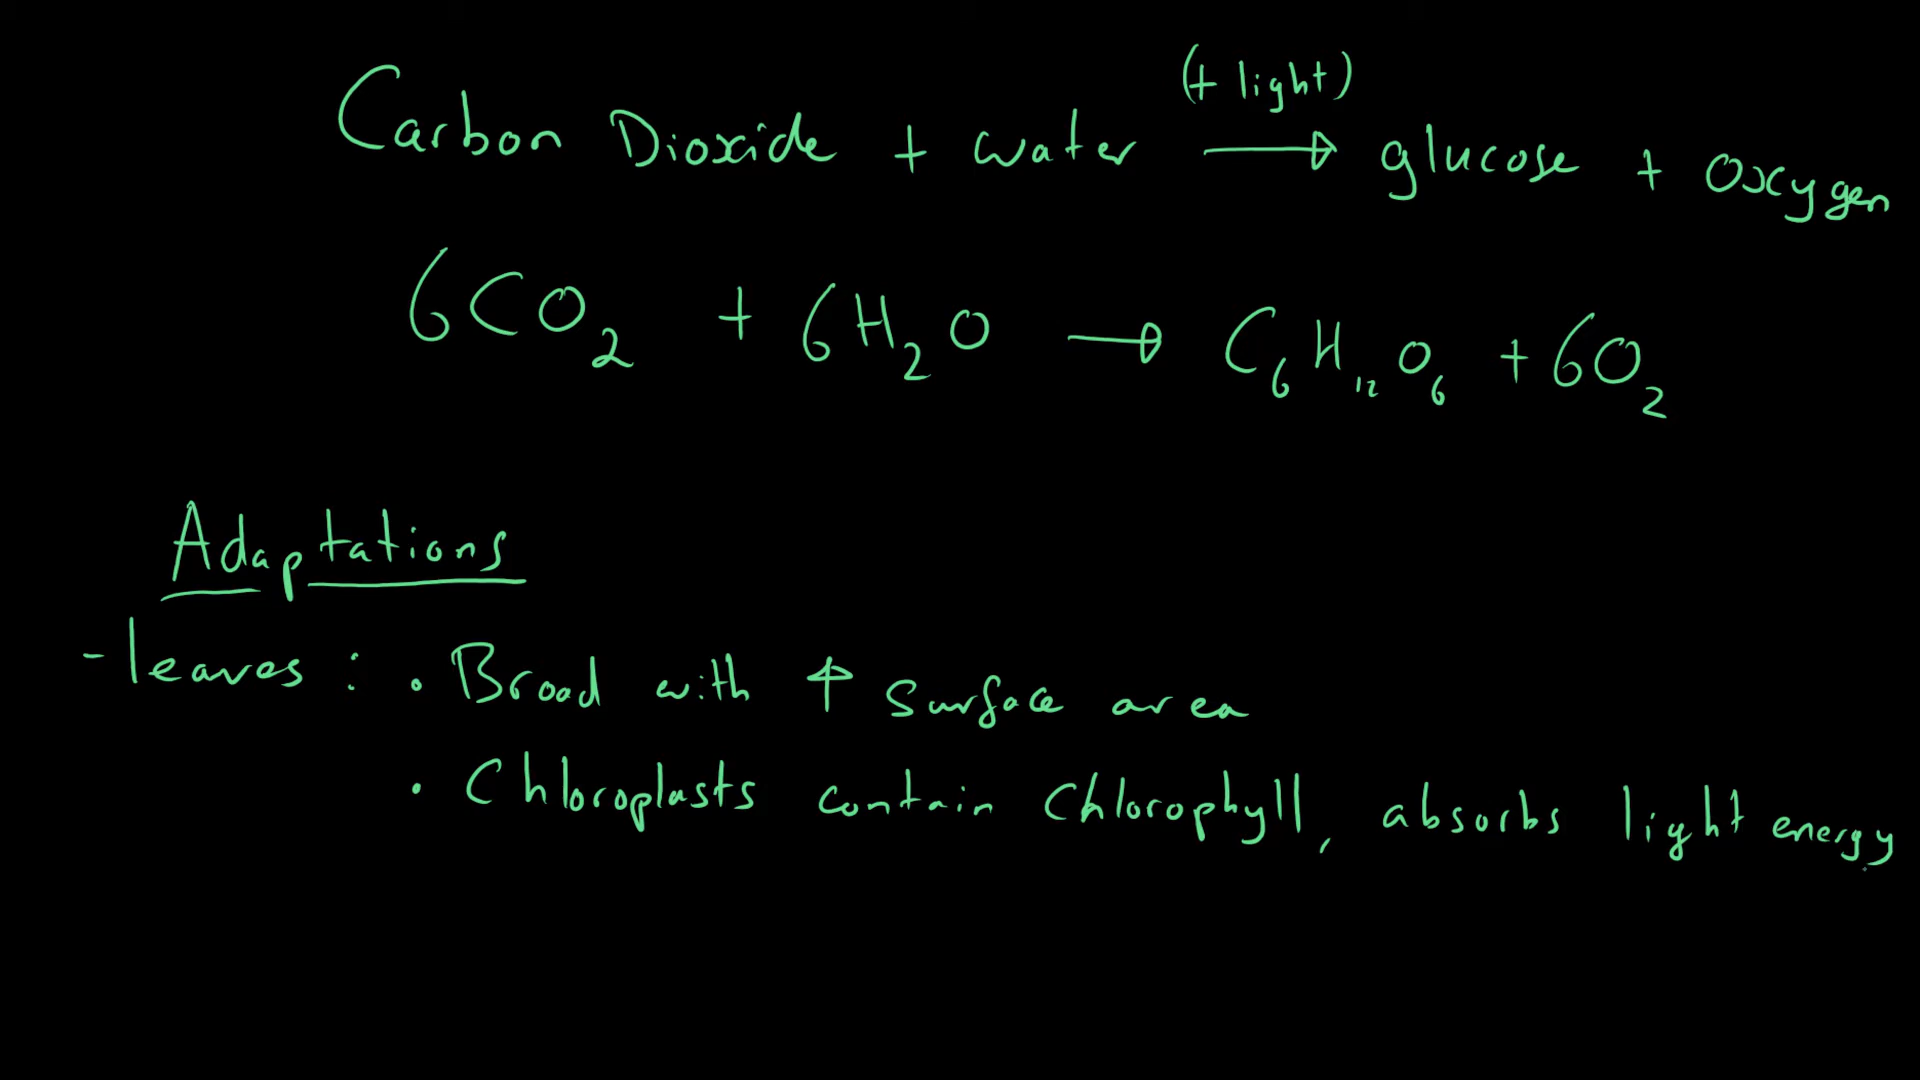 (+ light)
Carbon Dioxide + water → glucose + Oxygen
6CO₂ + 6H₂O → C₆H₁₂O₆ + 6O₂
Adaptations
- leaves : • Broad with ↑ surface area
• Chloroplasts contain Chlorophyll, absorbs light energy